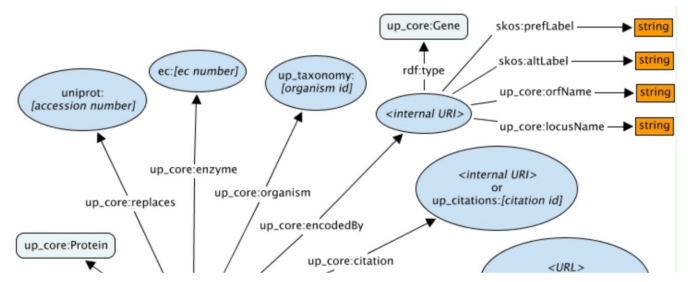 up_core:Gene
skos:prefLabel
string
skos:altLabel
string
rdf:type
ec:[ec number]
up_taxonomy:
[organism id]
uniprot:
[accession number]
up_core:orfName
string
<internal URI>
up_core:locusName
string
up_core:enzyme
up_core:organism
<internal URI>
or
up_citations:[citation id]
up_core:replaces
up_core:encodedBy
up_core:Protein
up_core:citation
<URL>